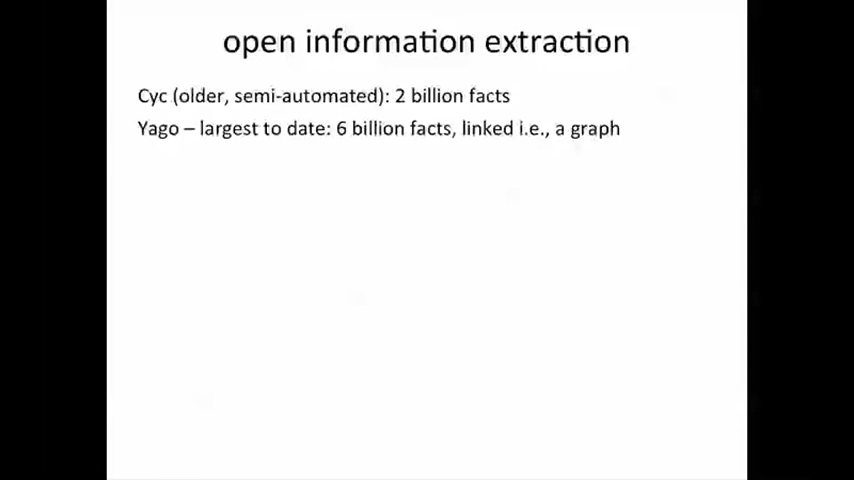 open information extraction
Cyc (older, semi-automated): 2 billion facts
Yago – largest to date: 6 billion facts, linked i.e., a graph